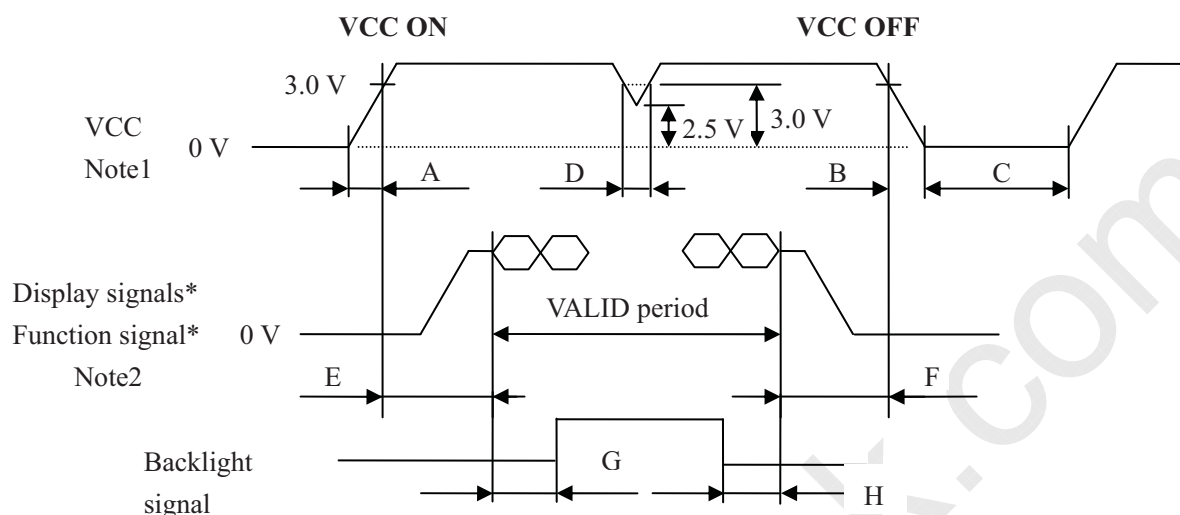 VCC ON
VCC OFF
3.0 V
VCC
Note1
0 V
2.5 V
3.0 V
A
D
B
C
Display signals*
Function signal*
Note2
0 V
VALID period
E
F
Backlight
signal
G
H
k.com